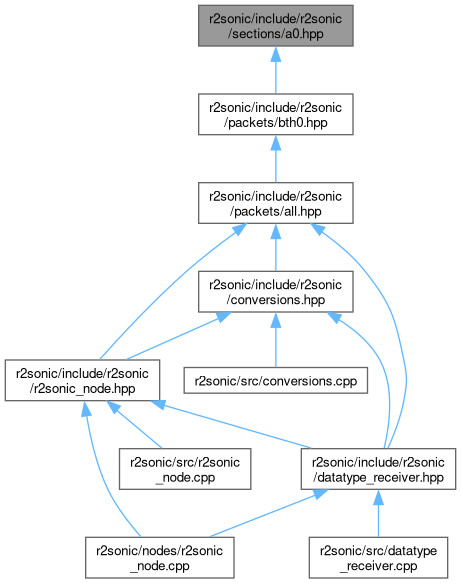 r2sonic/include/r2sonic
/sections/a0.hpp
r2sonic/include/r2sonic
/packets/bth0.hpp
r2sonic/include/r2sonic
/packets/all.hpp
r2sonic/include/r2sonic
/conversions.hpp
r2sonic/include/r2sonic
/r2sonic_node.hpp
r2sonic/src/conversions.cpp
r2sonic/src/r2sonic
_node.cpp
r2sonic/include/r2sonic
/datatype_receiver.hpp
r2sonic/nodes/r2sonic
_node.cpp
r2sonic/src/datatype
_receiver.cpp